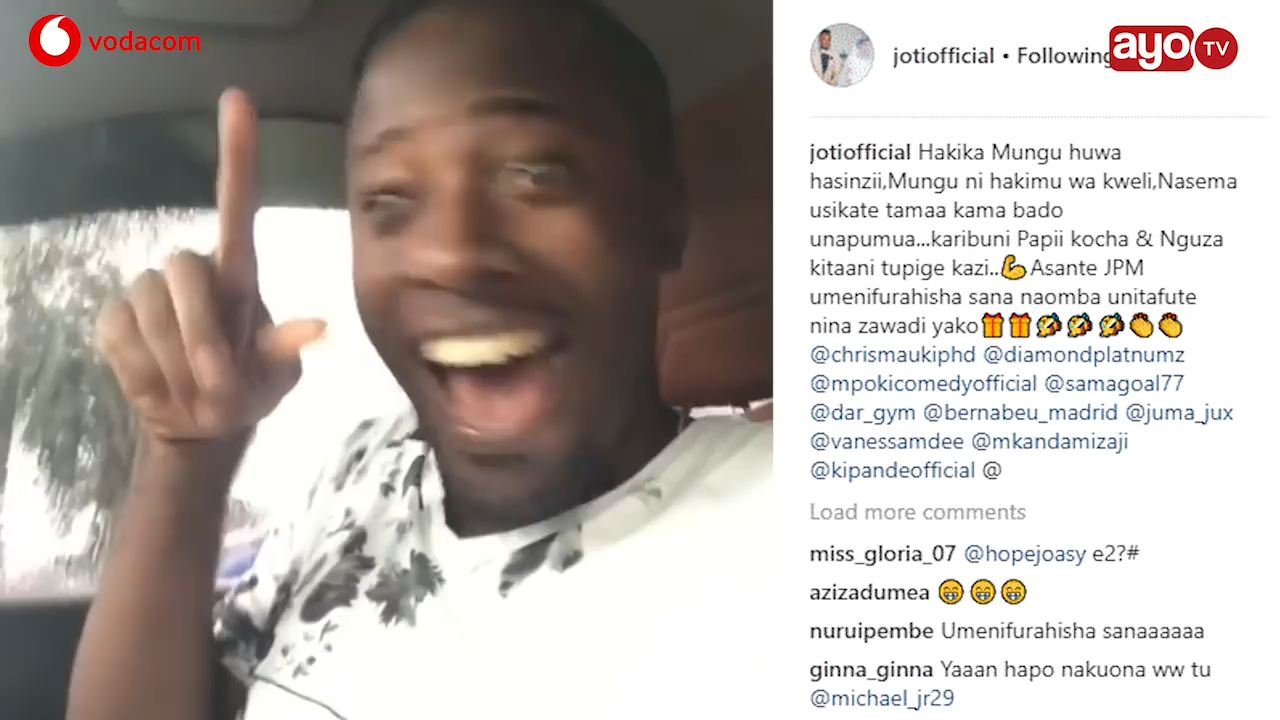 vodacom
jotiofficial • Following
ayo TV
jotiofficial Hakika Mungu huwa
hasinzii,Mungu ni hakimu wa kweli,Nasema
usikate tamaa kama bado
unapumua...karibuni Papii kocha & Nguza
kitaani tupige kazi..💪Asante JPM
umenifurahisha sana naomba unitafute
nina zawadi yako🎁🎁🤣🤣🤣👏👏
@chrismaukiphd @diamondplatnumz
@mpokicomedyofficial @samagoal77
@dar_gym @bernabeu_madrid @juma_jux
@vanessamdee @mkandamizaji
@kipandeofficial @
Load more comments
miss_gloria_07 @hopejoasy e2?#
azizadumea 😁😁😁
nuruipembe Umenifurahisha sanaaaaaa
ginna_ginna Yaaan hapo nakuona ww tu
@michael_jr29